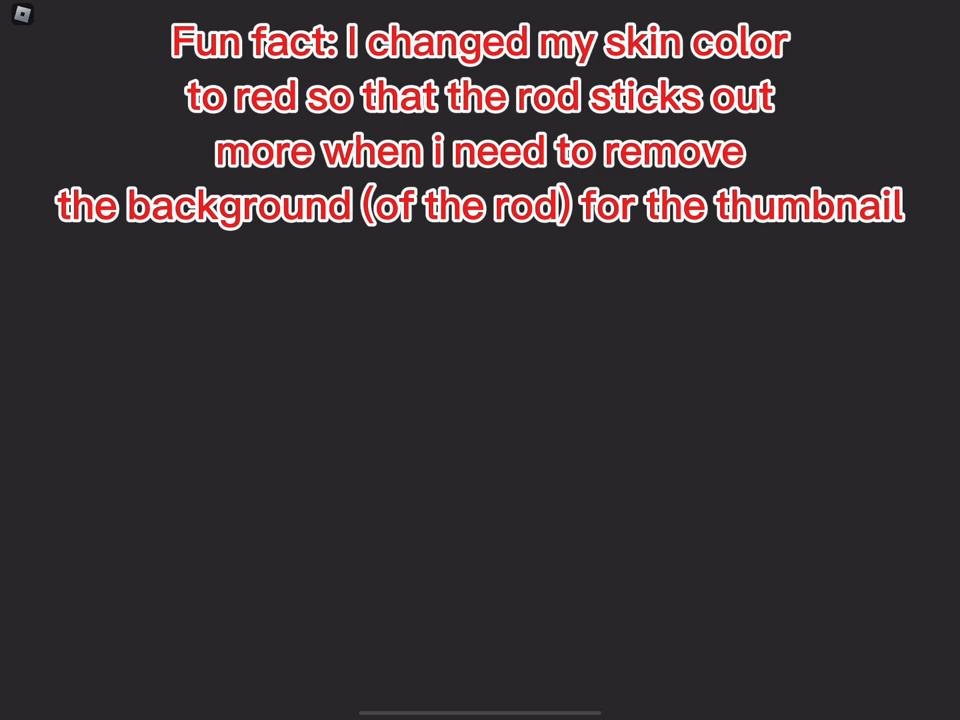 Fun fact: I changed my skin color
to red so that the rod sticks out
more when i need to remove
the background (of the rod) for the thumbnail